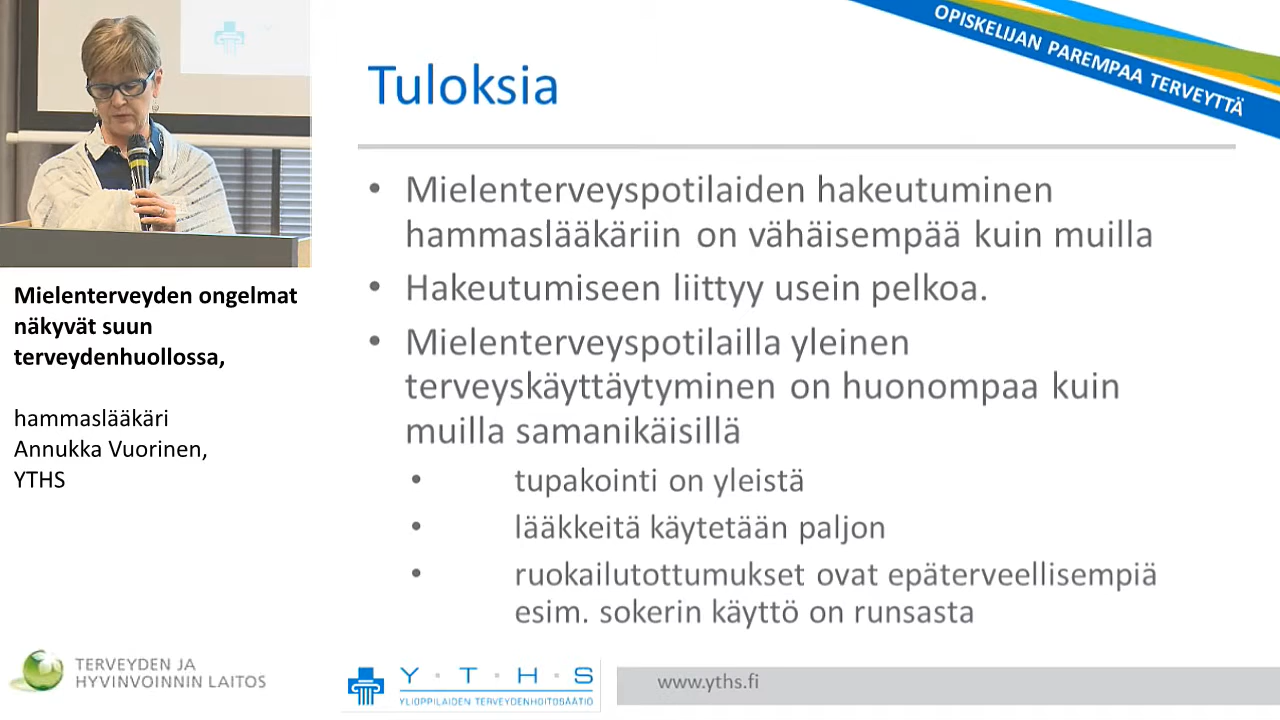 OPISKELIJAN PAREMPAA TERVEYTTÄ
Tuloksia
• Mielenterveyspotilaiden hakeutuminen
hammaslääkäriin on vähäisempää kuin muilla
• Hakeutumiseen liittyy usein pelkoa.
• Mielenterveyspotilailla yleinen
terveyskäyttäytyminen on huonompaa kuin
muilla samanikäisillä
• tupakointi on yleistä
• lääkkeitä käytetään paljon
• ruokailutottumukset ovat epäterveellisempiä
esim. sokerin käyttö on runsasta
Mielenterveyden ongelmat
näkyvät suun
terveydenhuollossa,
hammaslääkäri
Annukka Vuorinen,
YTHS
TERVEYDEN JA
HYVINVOINNIN LAITOS
Y · T · H · S
YLIOPPILAIDEN TERVEYDENHOITOSÄÄTIÖ
www.yths.fi